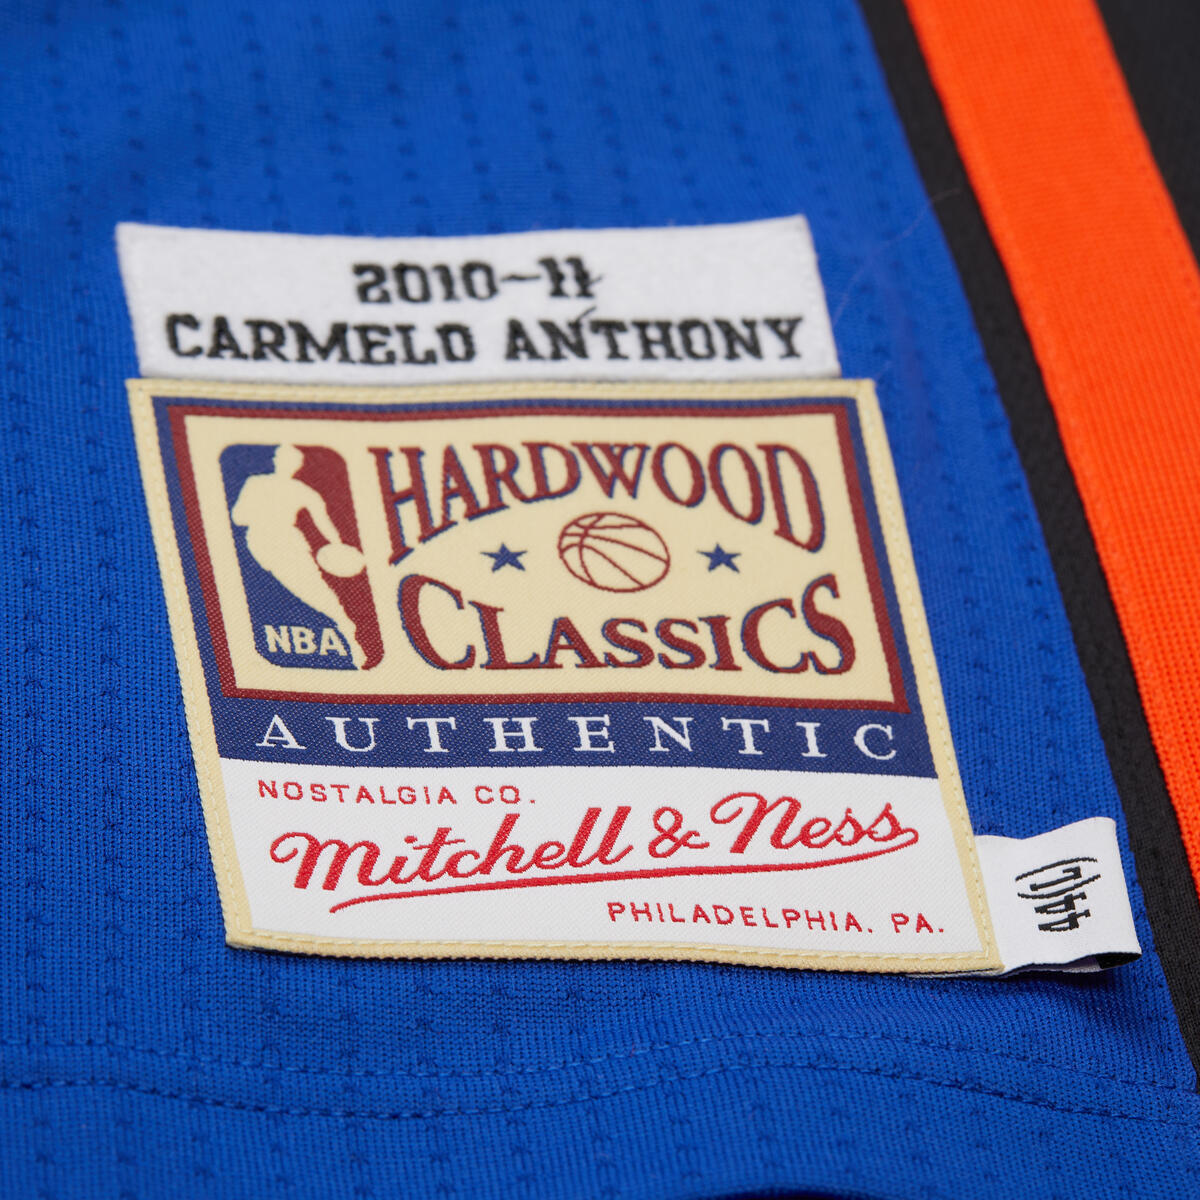 2010-11
CARMELO ANTHONY
HARDWOOD
CLASSICS
NBA
AUTHENTIC
NOSTALGIA CO.
Mitchell & Ness
PHILADELPHIA, PA.
44